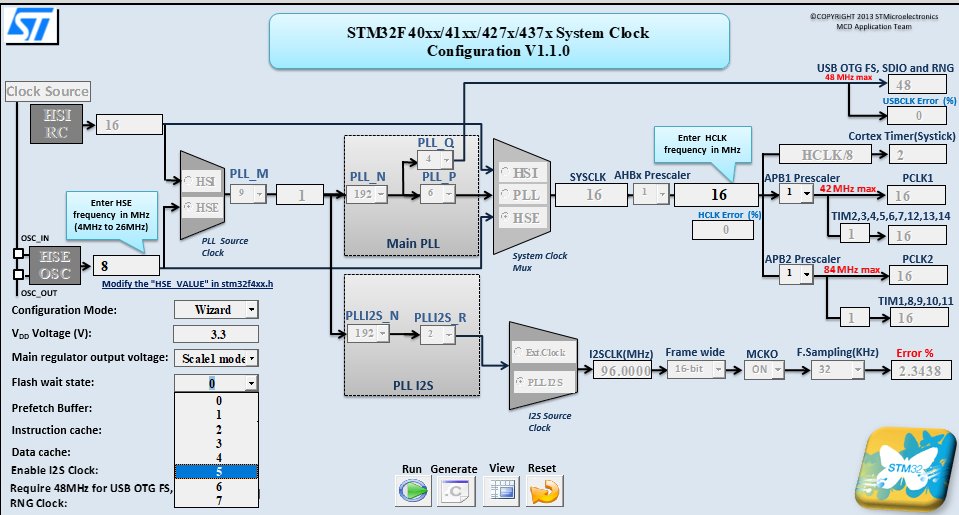 STM32F40xx/41xx/427x/437x System Clock
Configuration V1.1.0
©COPYRIGHT 2013 STMicroelectronics
MCD Application Team
USB OTG FS, SDIO and RNG
48 MHz max
48
USBCLK Error (%)
0
Clock Source
HSI
RC
16
Cortex Timer(Systick)
HCLK/8
2
PLL_Q
4
PLL_M
9
HSI
HSE
1
PLL_N
192
PLL_P
6
Main PLL
PLL Source
Clock
HSI
PLL
HSE
System Clock
Mux
SYSCLK
16
AHBx Prescaler
1
Enter HCLK
frequency in MHz
16
HCLK Error (%)
0
APB1 Prescaler
1
42 MHz max
PCLK1
16
TIM2,3,4,5,6,7,12,13,14
1
16
APB2 Prescaler
1
84 MHz max
PCLK2
16
TIM1,8,9,10,11
1
16
Enter HSE
frequency in MHz
(4MHz to 26MHz)
OSC_IN
HSE
OSC
OSC_OUT
8
Modify the "HSE_VALUE" in stm32f4xx.h
PLLI2S_N
192
PLLI2S_R
2
PLL I2S
Ext.Clock
PLLI2S
I2S Source
Clock
I2SCLK(MHz)
96.0000
Frame wide
16-bit
MCKO
ON
F.Sampling(KHz)
32
Error %
2.3438
Configuration Mode:
Wizard
VDD Voltage (V):
3.3
Main regulator output voltage:
Scale1 mode
Flash wait state:
0
Prefetch Buffer:
Instruction cache:
Data cache:
Enable I2S Clock:
Require 48MHz for USB OTG FS,
RNG Clock:
0
1
2
3
4
5
6
7
Run
Generate
View
Reset
.C
STM32